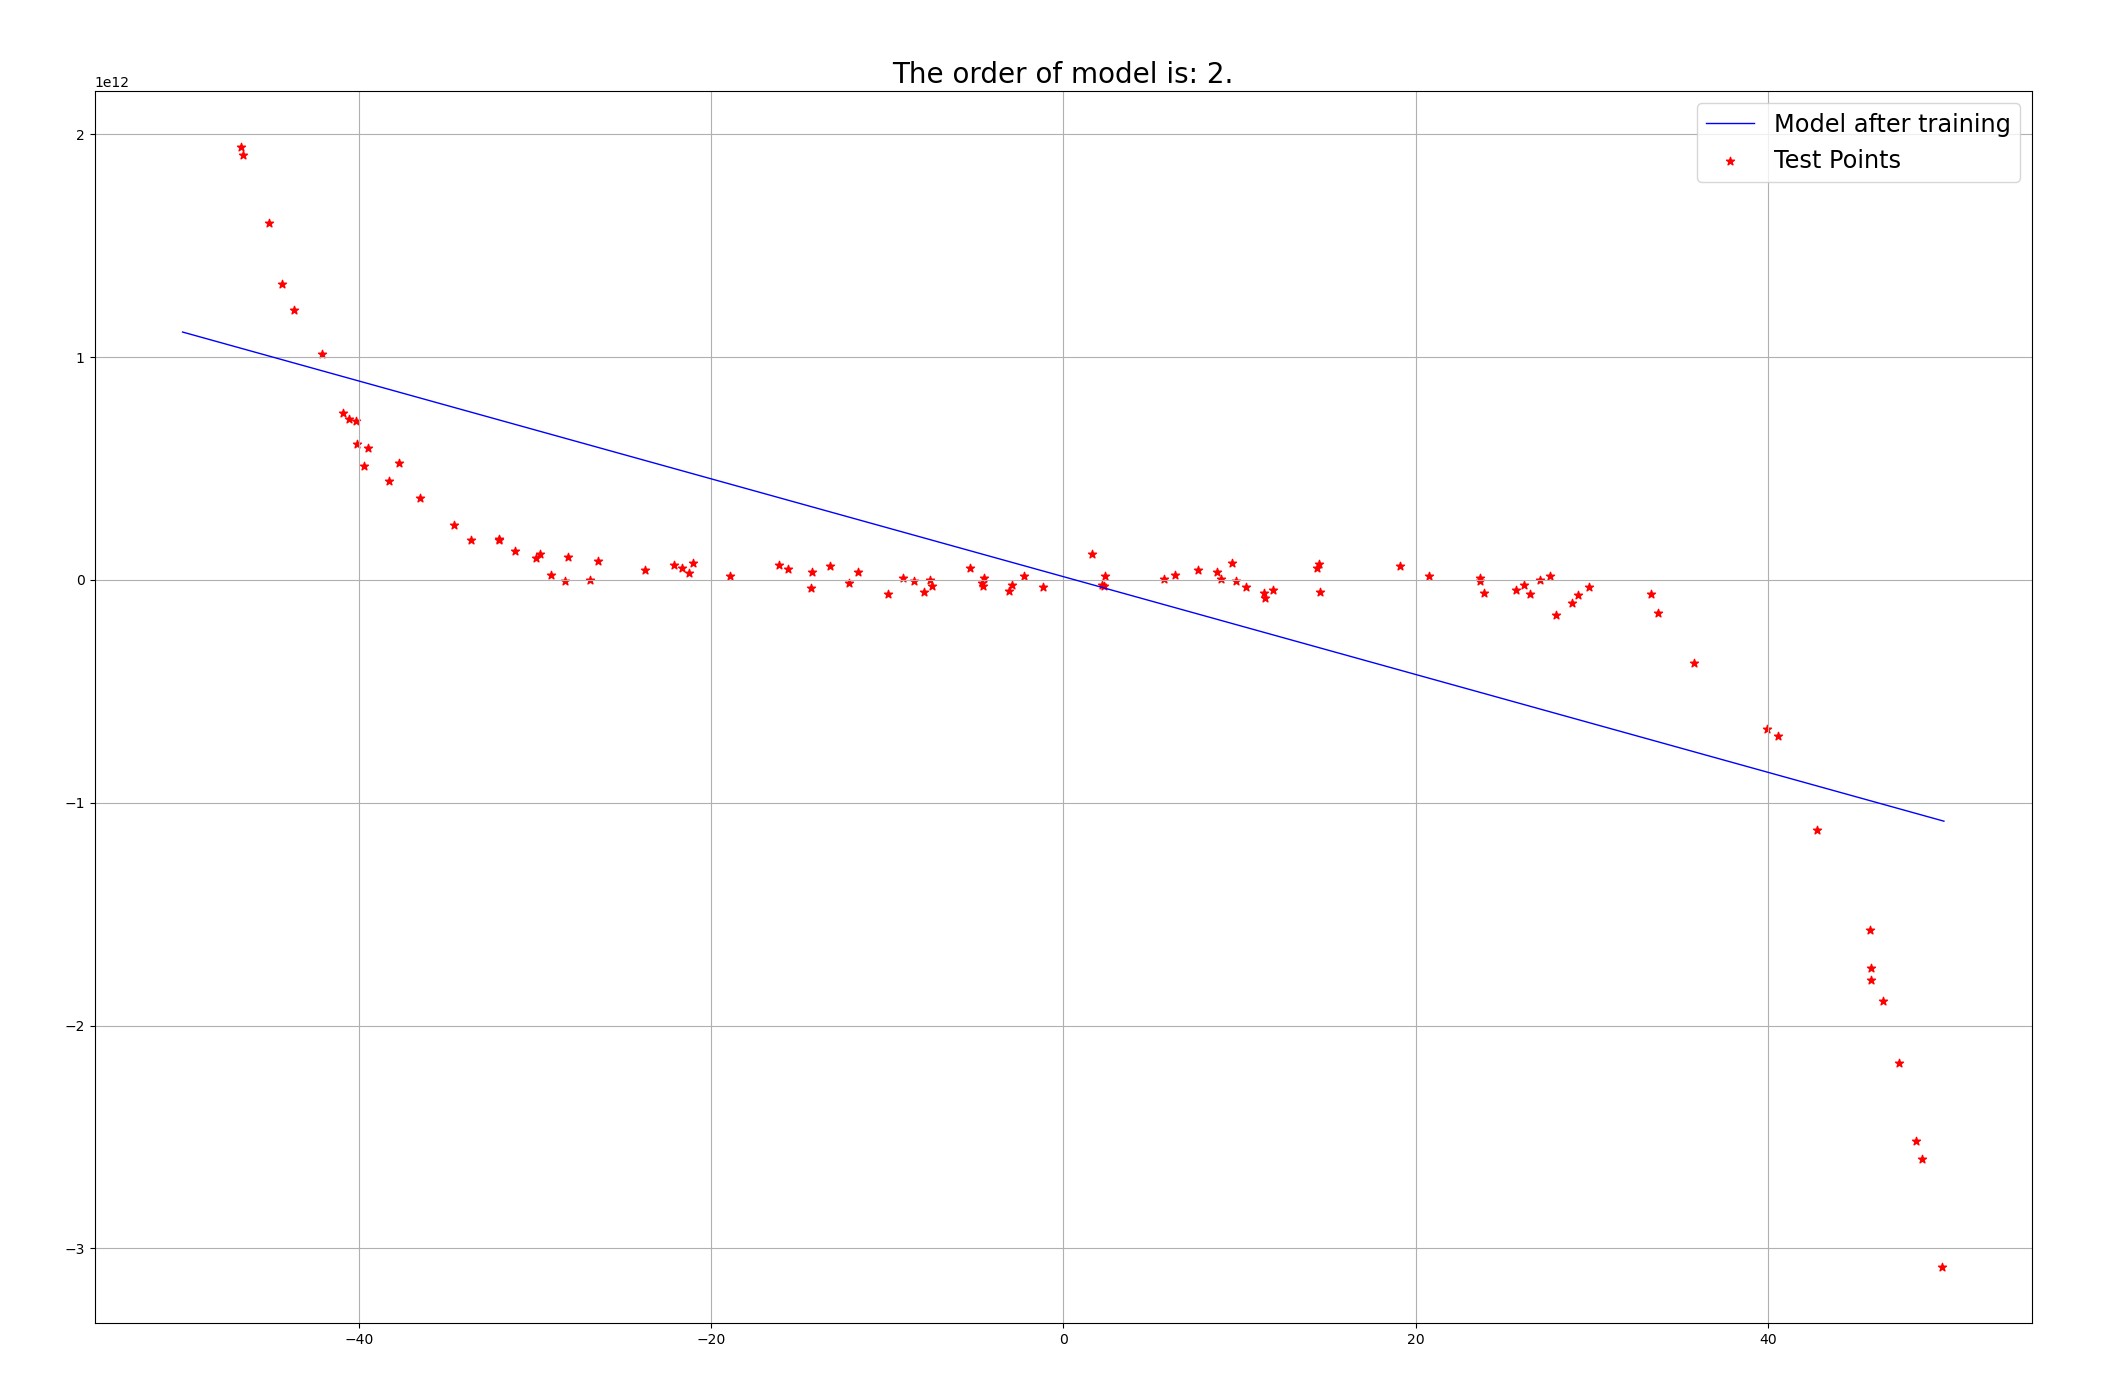 The order of model is: 2.
1e12
Model after training
Test Points
2
1
0
−1
−2
−3
−40
−20
0
20
40